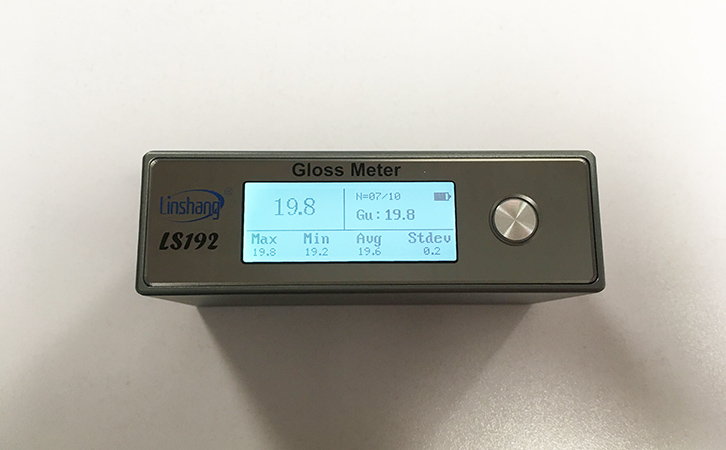 Gloss Meter
Linshang®
LS192
19.8
N=07/10
Gu:19.8
Max Min Avg Stdev
19.8 19.2 19.6 0.2